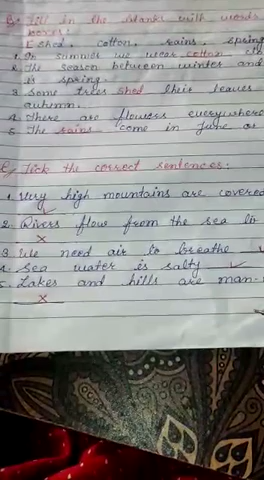 B. Fill in the blanks with words
boxes:
[shed, cotton, rains, spring
1. In summer we wear cotton
2. The season between winter and
is spring.
3. Some trees shed their leaves
autumn.
4. There are flowers everywhere
5. The rains come in June or
C. Tick the correct sentences:
1. Very high mountains are covered
✓
2. Rivers flow from the sea to
×
3. We need air to breathe ✓
4. Sea water is salty ✓
5. Lakes and hills are man-
×